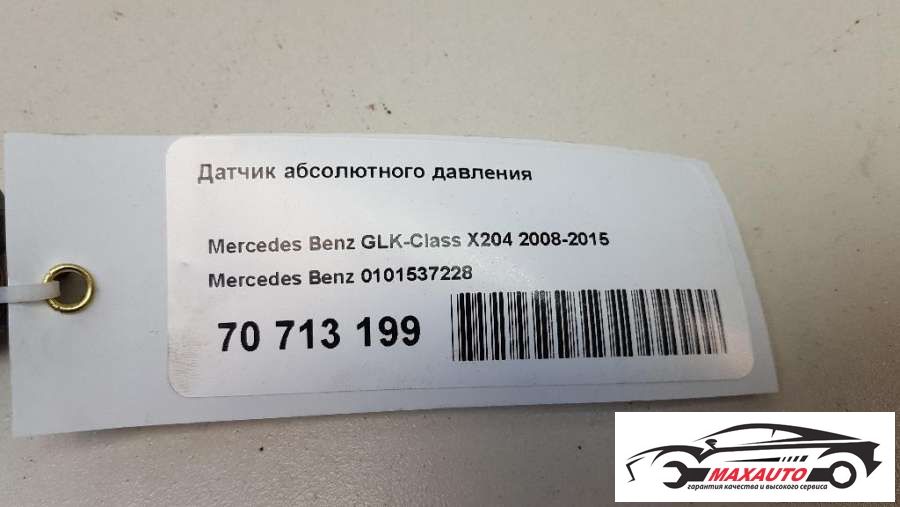 Датчик абсолютного давления
Mercedes Benz GLK-Class X204 2008-2015
Mercedes Benz 0101537228
70 713 199
MAXAUTO
гарантия качества и высокого сервиса